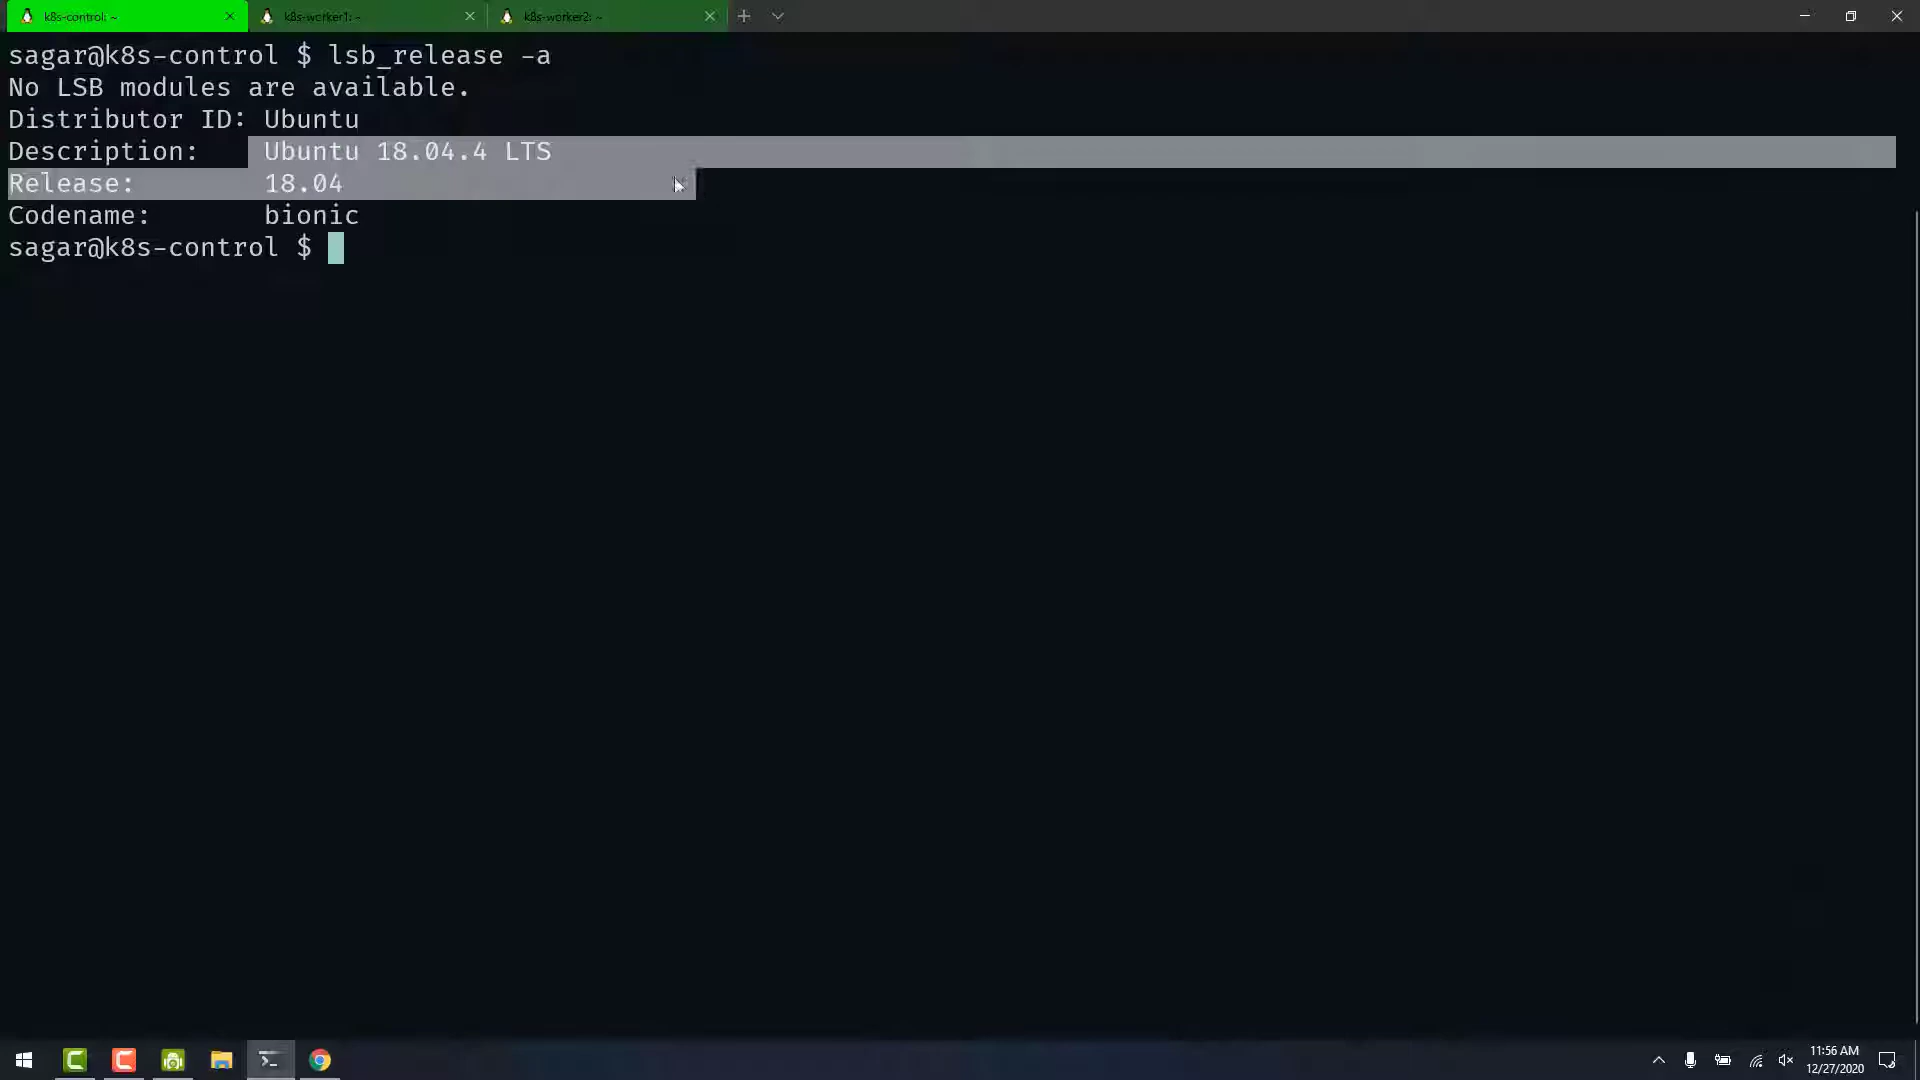 k8s-control: ~
k8s-worker1: ~
k8s-worker2: ~
sagar@k8s-control $ lsb_release -a
No LSB modules are available.
Distributor ID: Ubuntu
Description:    Ubuntu 18.04.4 LTS
Release:        18.04
Codename:       bionic
sagar@k8s-control $
11:56 AM
12/27/2020